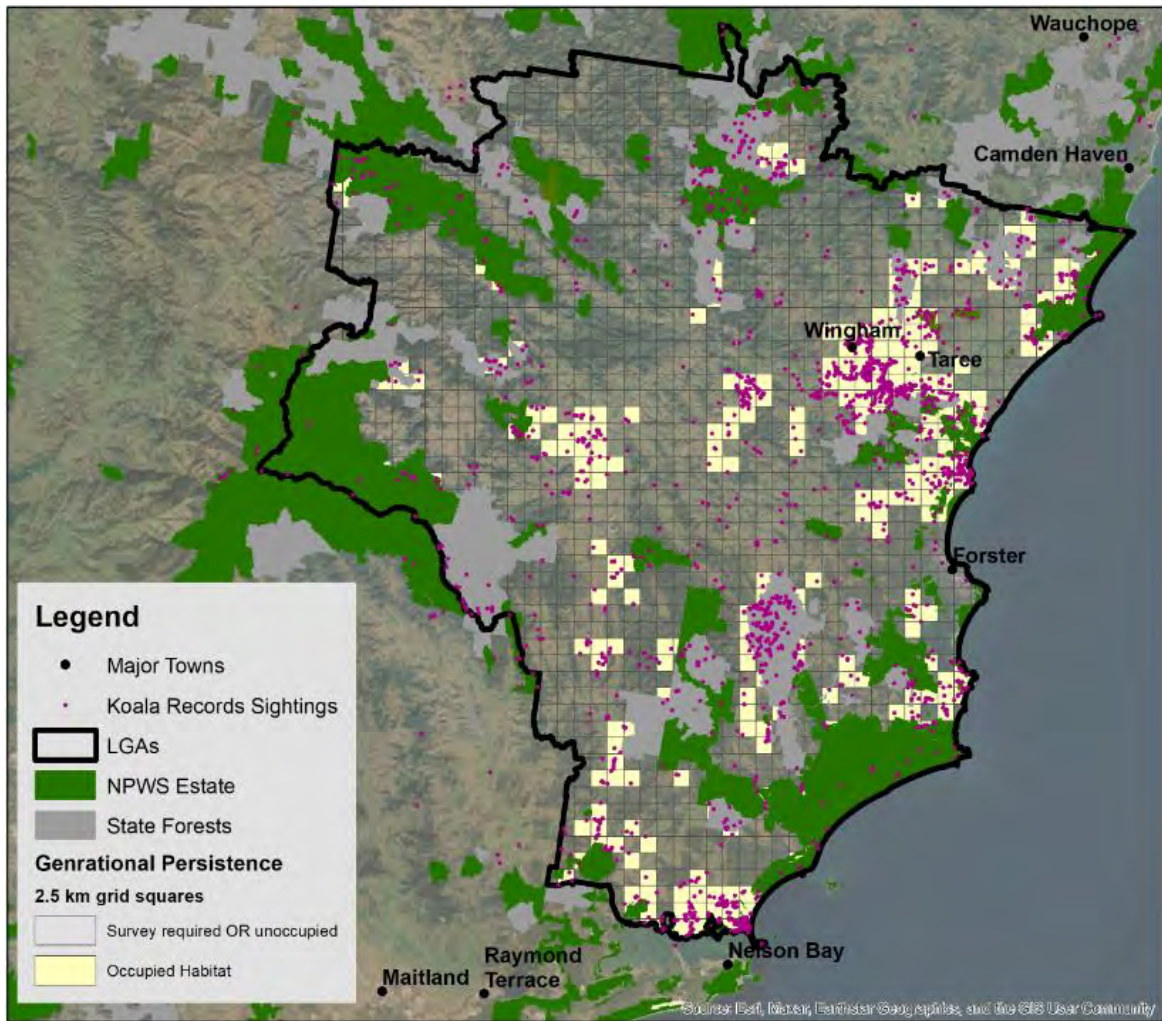 Wauchope
Camden Haven
Wingham
Taree
Forster
Legend
Major Towns
Koala Records Sightings
LGAs
NPWS Estate
State Forests
Genrational Persistence
2.5 km grid squares
Survey required OR unoccupied
Occupied Habitat
Maitland
Raymond
Terrace
Nelson Bay
Source: Esri, Maxar, Earthstar Geographics, and the GIS User Community